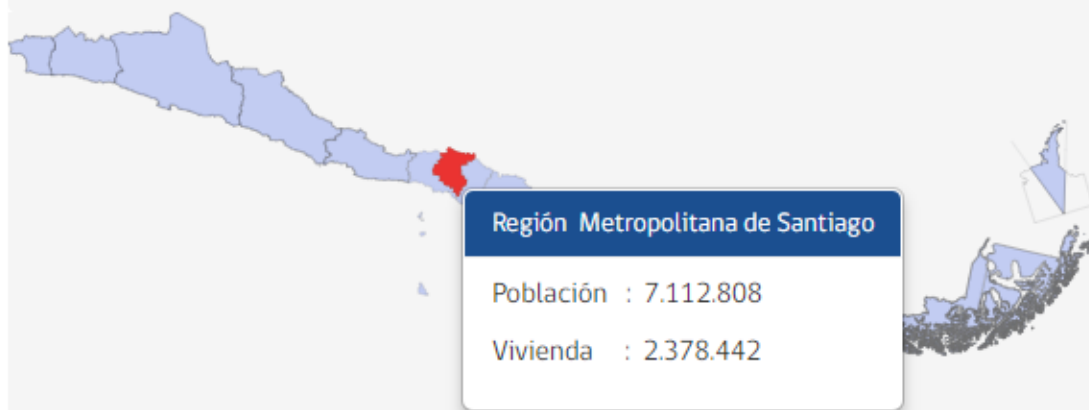 Región Metropolitana de Santiago
Población : 7.112.808
Vivienda : 2.378.442